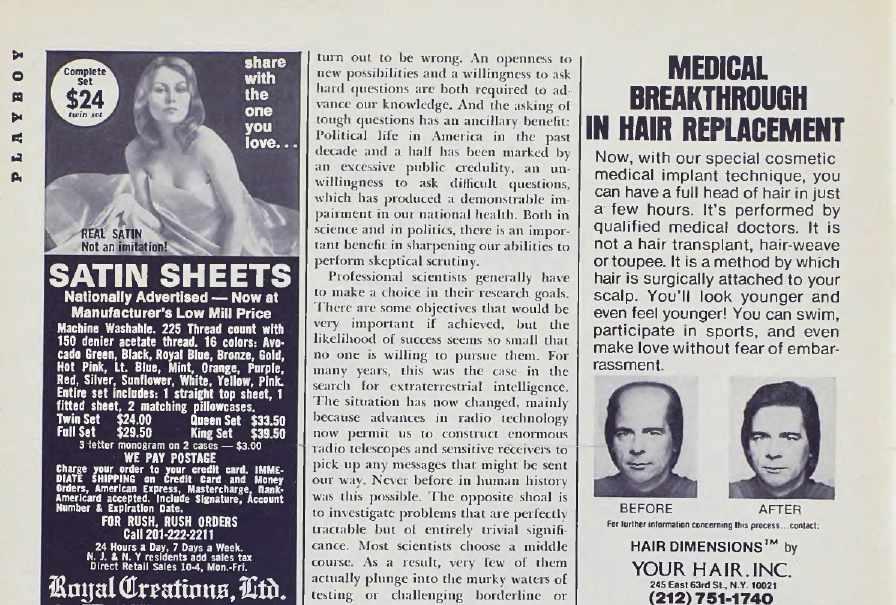 PLAYBOY
Complete
Set
$24
twin set
share
with
the
one
you
love...
REAL SATIN
Not an imitation!
SATIN SHEETS
Nationally Advertised — Now at
Manufacturer's Low Mill Price
Machine Washable. 225 Thread count with
150 denier acetate thread. 16 colors: Avo-
cado Green, Black, Royal Blue, Bronze, Gold,
Hot Pink, Lt. Blue, Mint, Orange, Purple,
Red, Silver, Sunflower, White, Yellow, Pink.
Entire set includes: 1 straight top sheet, 1
fitted sheet, 2 matching pillowcases.
Twin Set $24.00 Queen Set $33.50
Full Set $29.50 King Set $39.50
3 letter monogram on 2 cases — $3.00
WE PAY POSTAGE
Charge your order to your credit card. IMME-
DIATE SHIPPING on Credit Card and Money
Orders, American Express, Mastercharge, Bank-
Americard accepted. Include Signature, Account
Number & Expiration Date.
FOR RUSH, RUSH ORDERS
Call 201-222-2211
24 Hours a Day, 7 Days a Week.
N. J. & N. Y residents add sales tax
Direct Retail Sales 10-4, Mon.-Fri.
Royal Creations, Ltd.
turn out to be wrong. An openness to
new possibilities and a willingness to ask
hard questions are both required to ad-
vance our knowledge. And the asking of
tough questions has an ancillary benefit:
Political life in America in the past
decade and a half has been marked by
an excessive public credulity, an un-
willingness to ask difficult questions,
which has produced a demonstrable im-
pairment in our national health. Both in
science and in politics, there is an impor-
tant benefit in sharpening our abilities to
perform skeptical scrutiny.
Professional scientists generally have
to make a choice in their research goals.
There are some objectives that would be
very important if achieved, but the
likelihood of success seems so small that
no one is willing to pursue them. For
many years, this was the case in the
search for extraterrestrial intelligence.
The situation has now changed, mainly
because advances in radio technology
now permit us to construct enormous
radio telescopes and sensitive receivers to
pick up any messages that might be sent
our way. Never before in human history
was this possible. The opposite shoal is
to investigate problems that are perfectly
tractable but of entirely trivial signifi-
cance. Most scientists choose a middle
course. As a result, very few of them
actually plunge into the murky waters of
testing or challenging borderline or
MEDICAL
BREAKTHROUGH
IN HAIR REPLACEMENT
Now, with our special cosmetic
medical implant technique, you
can have a full head of hair in just
a few hours. It's performed by
qualified medical doctors. It is
not a hair transplant, hair-weave
or toupee. It is a method by which
hair is surgically attached to your
scalp. You'll look younger and
even feel younger! You can swim,
participate in sports, and even
make love without fear of embar-
rassment.
BEFORE AFTER
For further information concerning this process...contact:
HAIR DIMENSIONS™ by
YOUR HAIR, INC.
245 East 63rd St., N.Y. 10021
(212) 751-1740